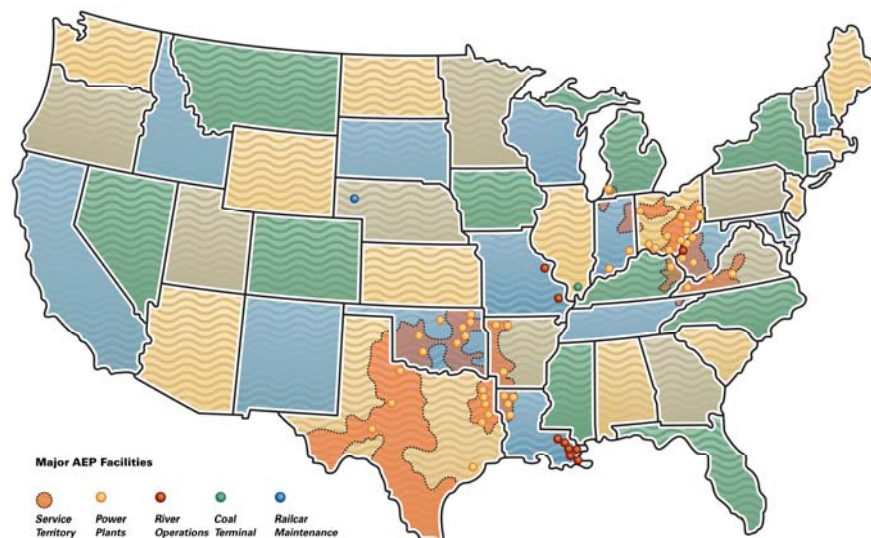 Major AEP Facilities
Service Territory
Power Plants
River Operations
Coal Terminal
Railcar Maintenance